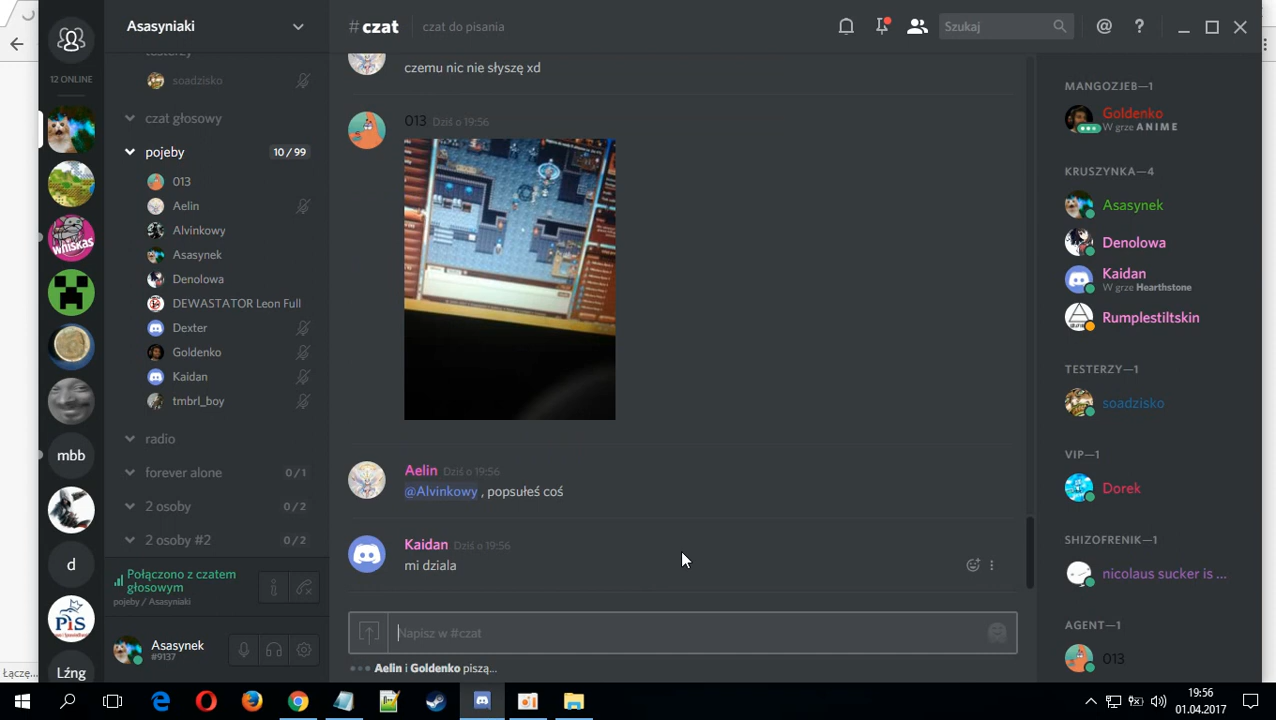 Asasyniaki
#czat
czat do pisania
Szukaj
12 ONLINE
testerzy
soadzisko
czat głosowy
pojeby
10 / 99
013
Aelin
Alvinkowy
Asasynek
Denolowa
DEWASTATOR Leon Full
Dexter
Goldenko
Kaidan
tmbrl_boy
radio
forever alone
0 / 1
2 osoby
0 / 2
2 osoby #2
0 / 2
Połączono z czatem
głosowym
pojeby / Asasyniaki
Asasynek
#9137
WHISKAS
mbb
d
PiS
Lźng
Łącze...
czemu nic nie słyszę xd
013 Dziś o 19:56
Aelin Dziś o 19:56
@Alvinkowy , popsułeś coś
Kaidan Dziś o 19:56
mi dziala
Napisz w #czat
Aelin i Goldenko piszą...
MANGOZJEB—1
Goldenko
W grze ANIME
KRUSZYNKA—4
Asasynek
Denolowa
Kaidan
W grze Hearthstone
Rumplestiltskin
TESTERZY—1
soadzisko
VIP—1
Dorek
SHIZOFRENIK—1
nicolaus sucker is ...
AGENT—1
013
19:56
01.04.2017